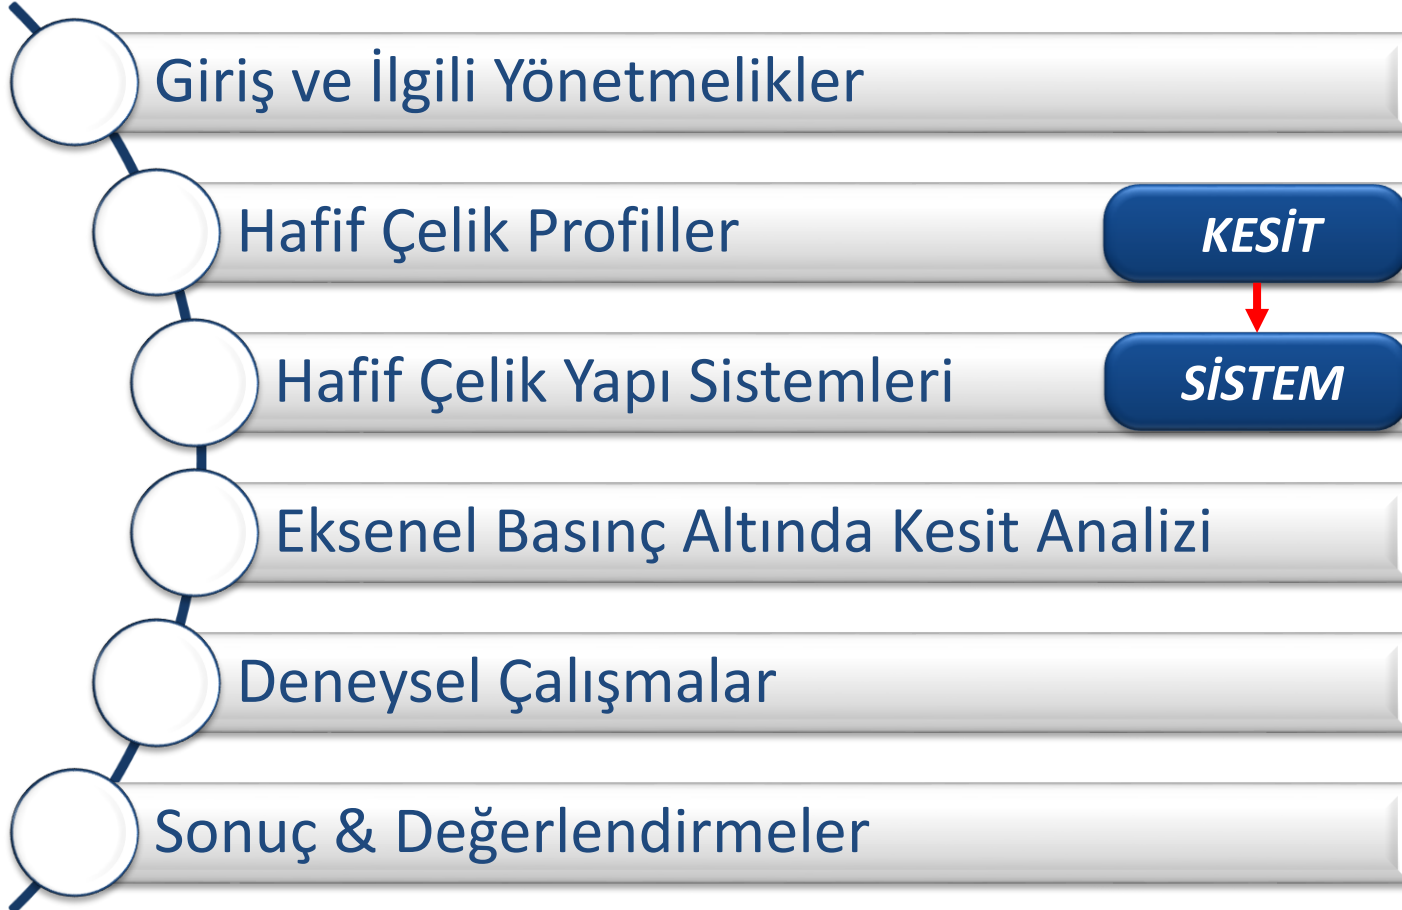 Giriş ve İlgili Yönetmelikler
Hafif Çelik Profiller
KESİT
Hafif Çelik Yapı Sistemleri
SİSTEM
Eksenel Basınç Altında Kesit Analizi
Deneysel Çalışmalar
Sonuç & Değerlendirmeler